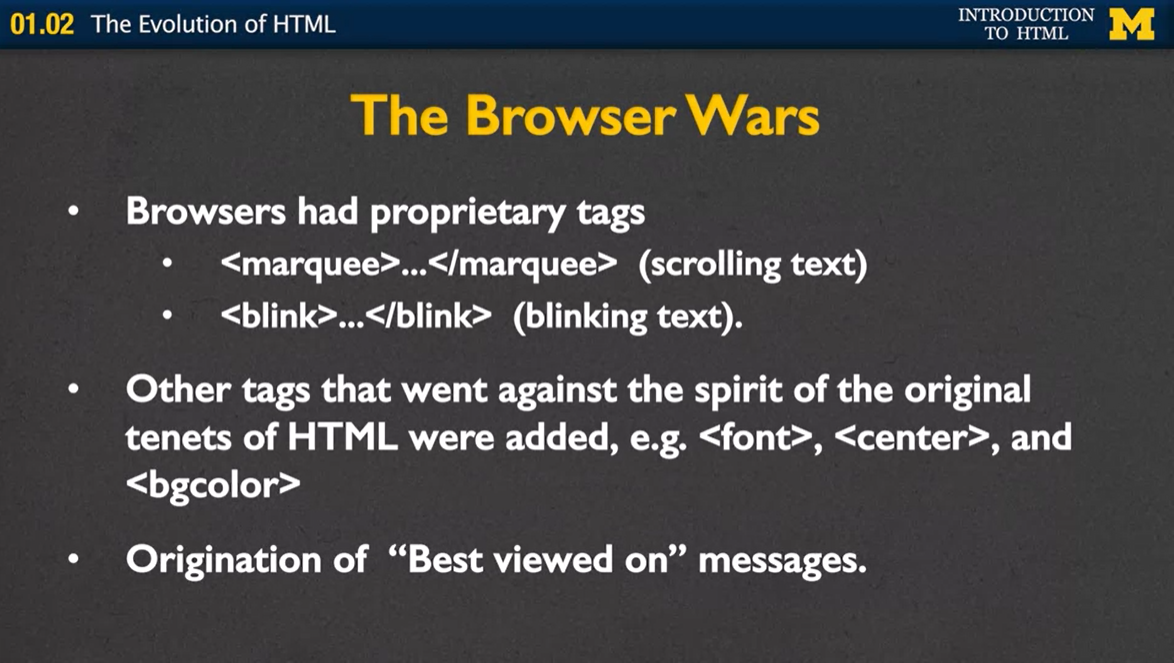 01.02 The Evolution of HTML
INTRODUCTION
TO HTML
M
The Browser Wars
• Browsers had proprietary tags
• <marquee>...</marquee> (scrolling text)
• <blink>...</blink> (blinking text).
• Other tags that went against the spirit of the original
tenets of HTML were added, e.g. <font>, <center>, and
<bgcolor>
• Origination of “Best viewed on” messages.